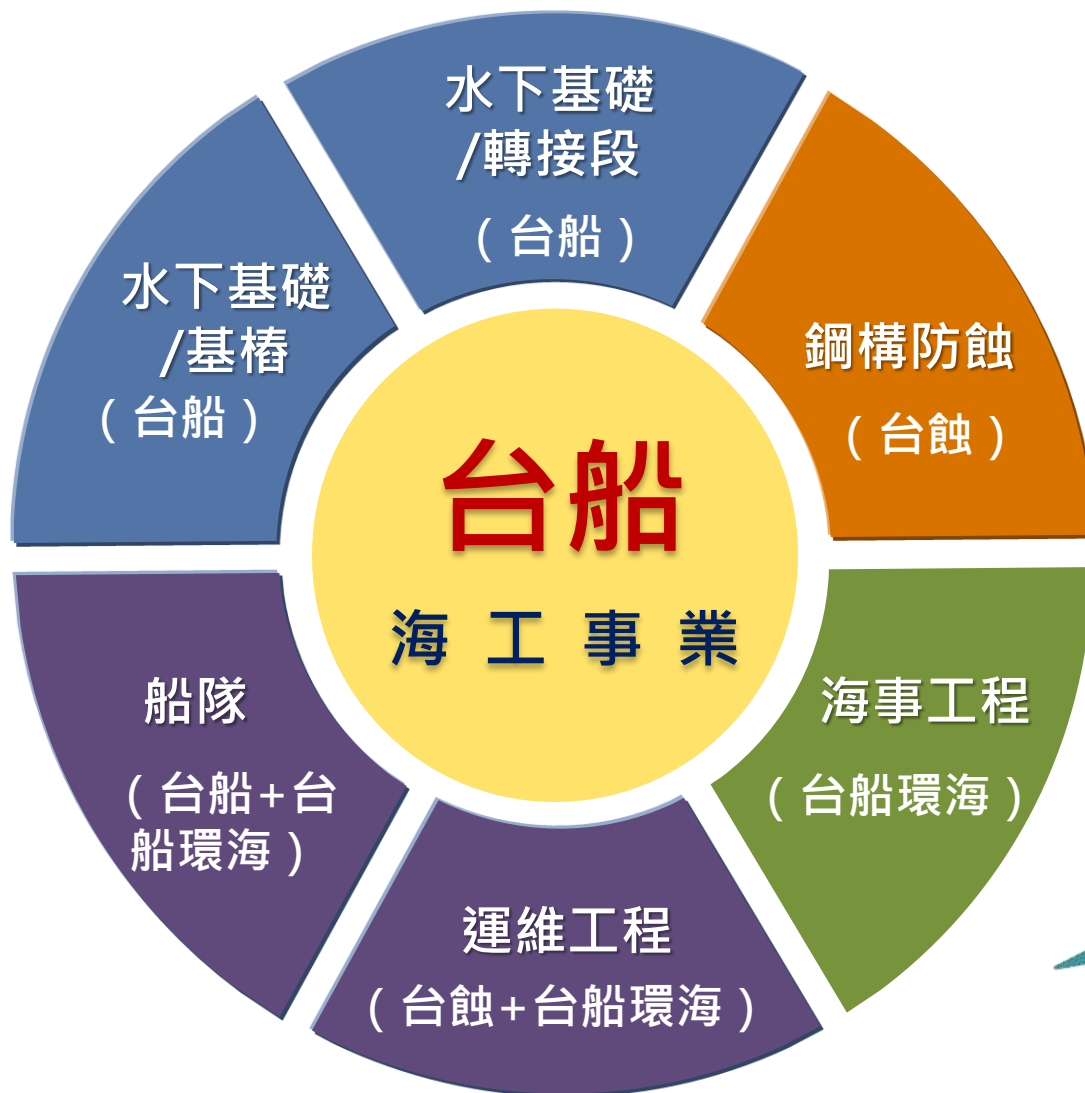 水下基礎
/轉接段
（台船）
鋼構防蝕
（台蝕）
海事工程
（台船環海）
運維工程
（台蝕+台船環海）
船隊
（台船+台
船環海）
水下基礎
/基樁
（台船）
台船
海工事業